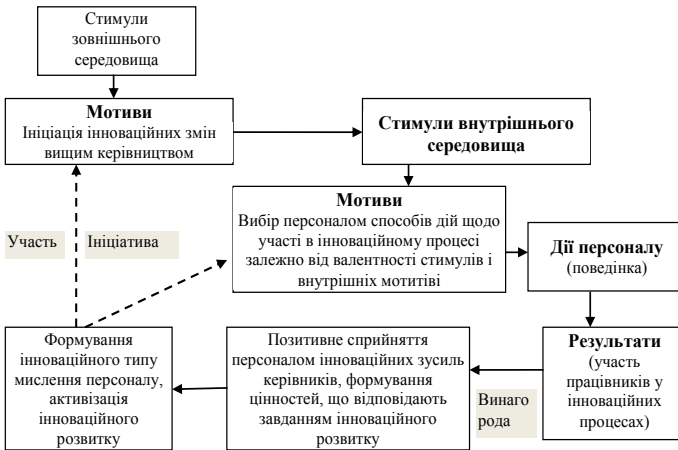 Стимули
зовнішнього
середовища
Мотиви
Ініціація інноваційних змін
вищим керівництвом
Стимули внутрішнього
середовища
Мотиви
Вибір персоналом способів дій щодо
участі в інноваційному процесі
залежно від валентності стимулів і
внутрішніх мотитіві
Участь
Ініціатива
Дії персоналу
(поведінка)
Формування
інноваційного типу
мислення персоналу,
активізація
інноваційного
розвитку
Позитивне сприйняття
персоналом інноваційних зусиль
керівників, формування
цінностей, що відповідають
завданням інноваційного
розвитку
Винаго
рода
Результати
(участь
працівників у
інноваційних
процесах)